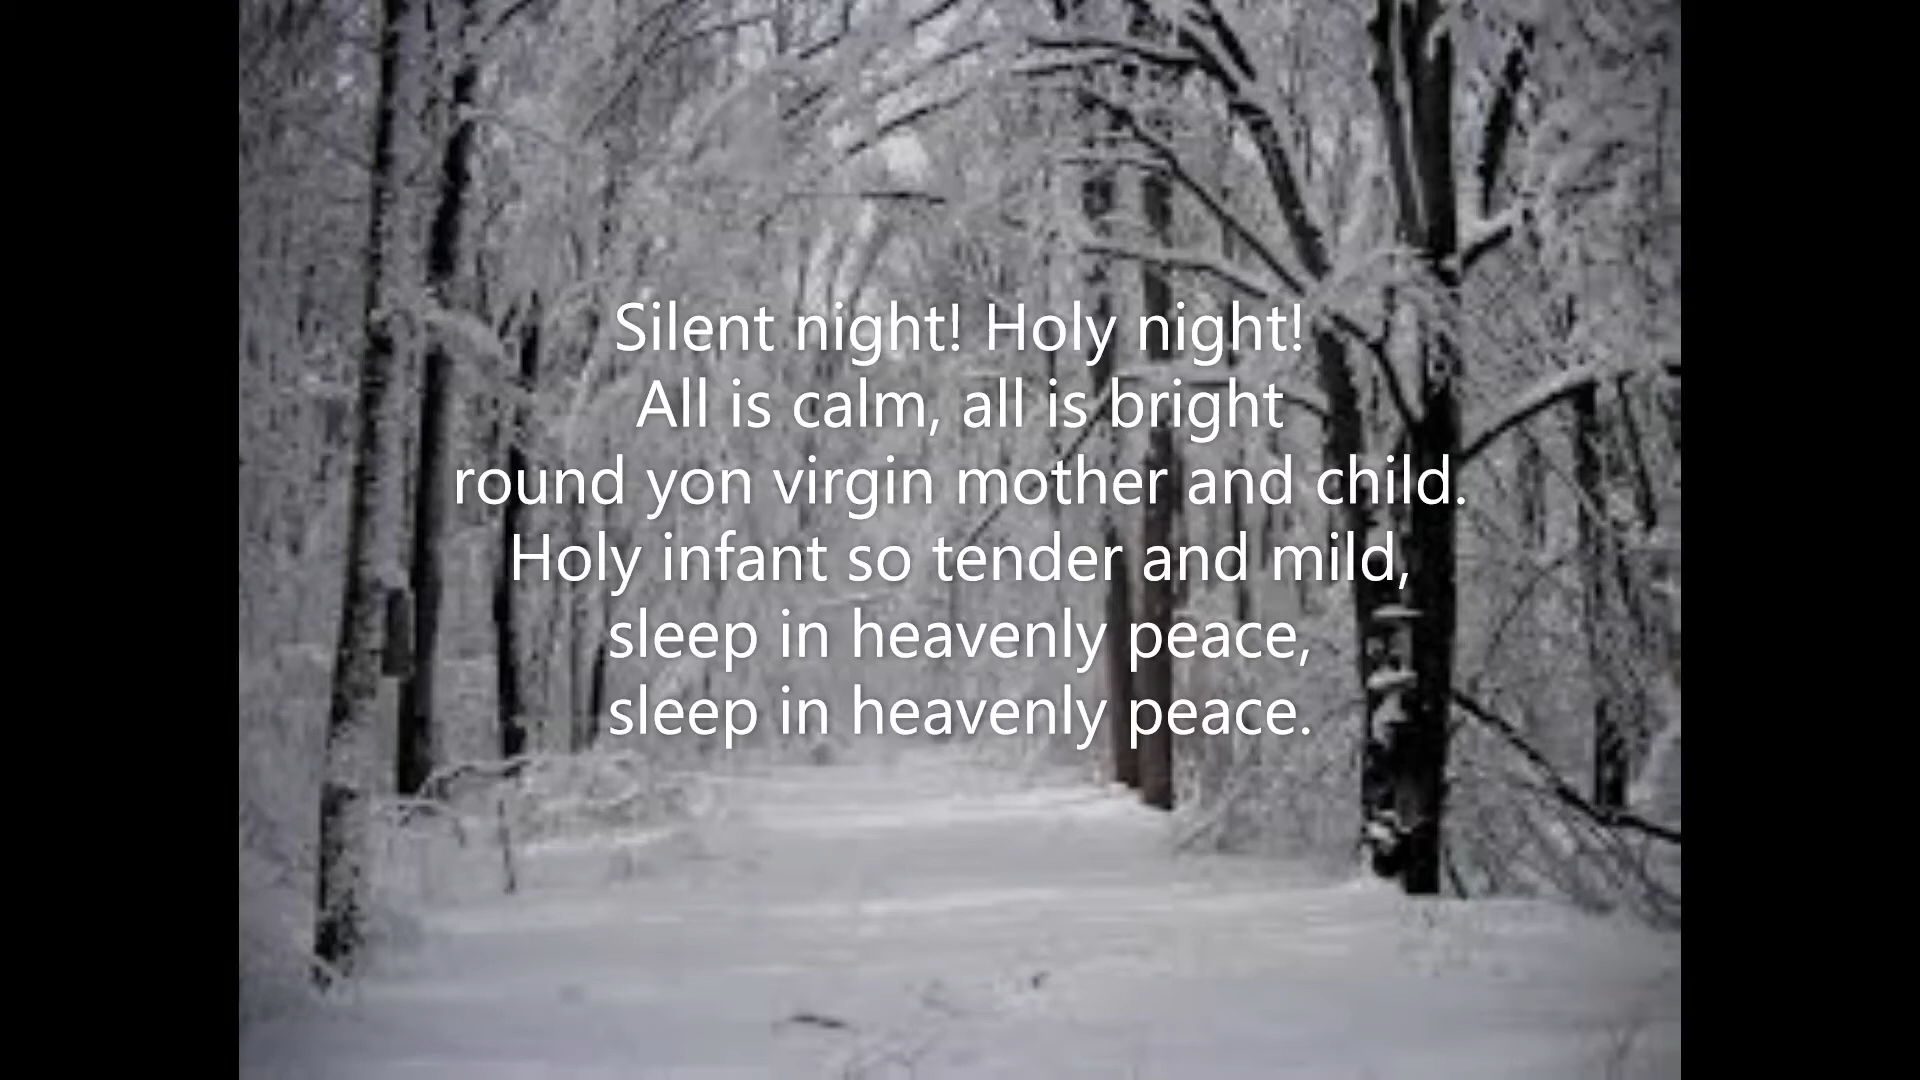 Silent night! Holy night!
All is calm, all is bright
round yon virgin mother and child.
Holy infant so tender and mild,
sleep in heavenly peace,
sleep in heavenly peace.